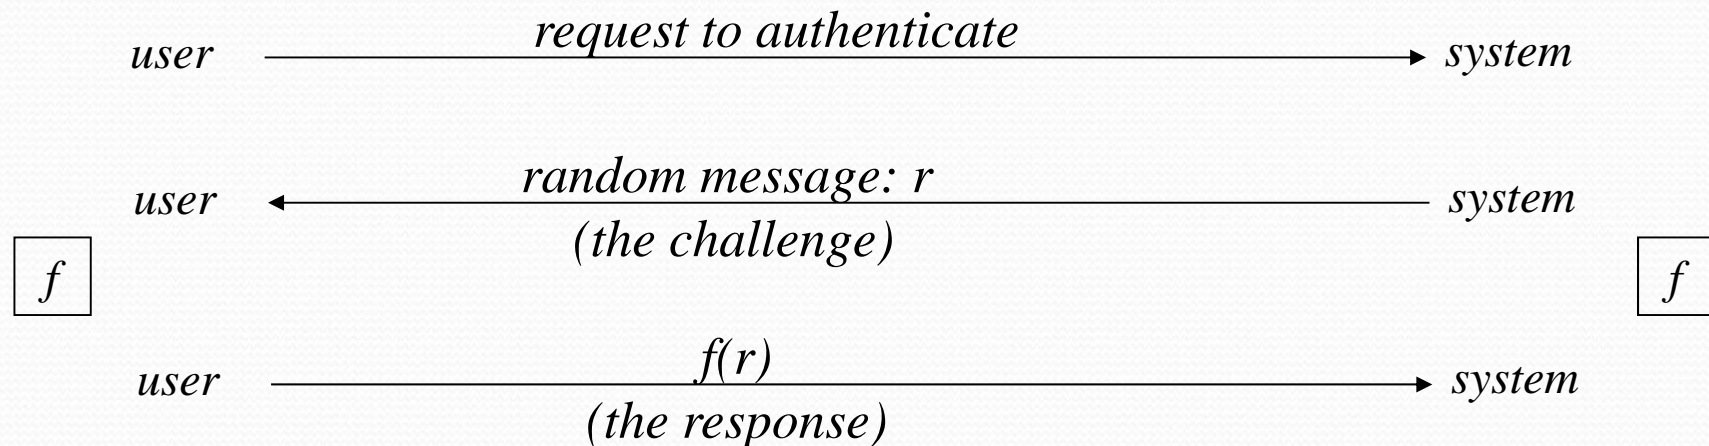 user request to authenticate system
user random message: r system
(the challenge)
f f
user f(r) system
(the response)